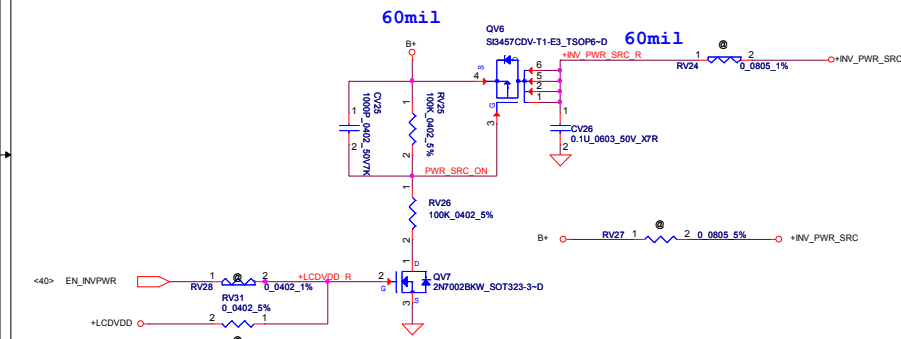 60mil
B+
QV6
SI3457CDV-T1-E3_TSOP6~D
60mil
+INV_PWR_SRC_R
@
1
RV24
2
0_0805_1%
+INV_PWR_SRC
S
4
6
5
2
1
G
3
CV25
1000P_0402_50V7K
1
2
1
RV25
100K_0402_5%
2
1
CV26
0.1U_0603_50V_X7R
2
PWR_SRC_ON
1
RV26
100K_0402_5%
2
B+
RV27
1
@
2
0_0805_5%
+INV_PWR_SRC
<40>
EN_INVPWR
1
@
2
RV28
0_0402_1%
+LCDVDD_R
2
G
1
D
QV7
2N7002BKW_SOT323-3~D
3
S
RV31
0_0402_5%
+LCDVDD
2
1
@